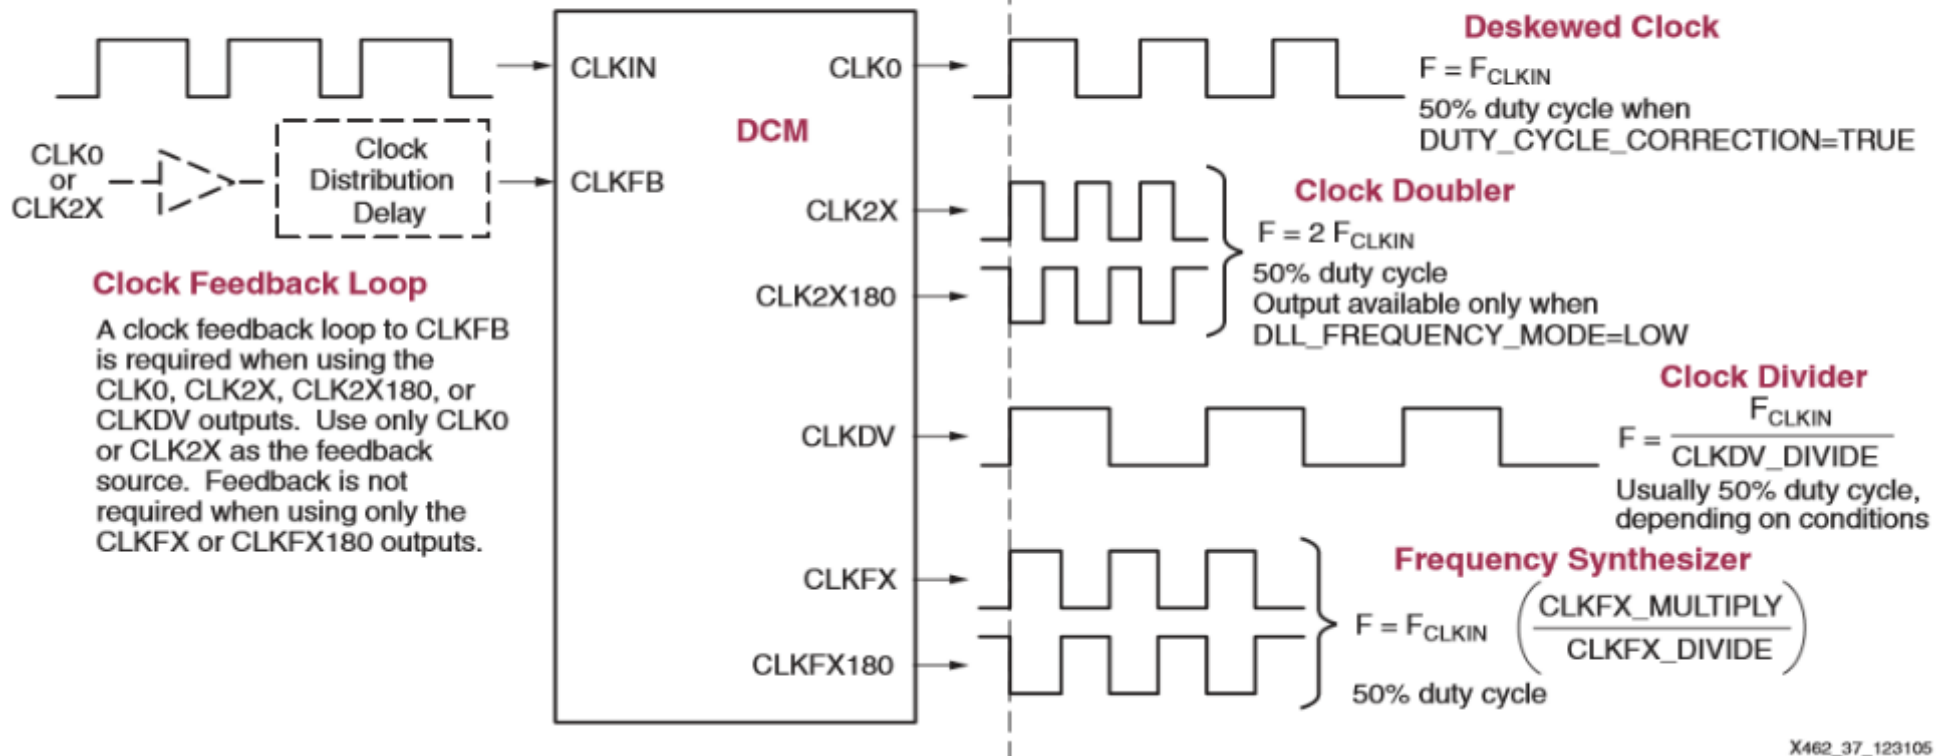 CLK0
or
CLK2X
Clock
Distribution
Delay
Clock Feedback Loop
A clock feedback loop to CLKFB
is required when using the
CLK0, CLK2X, CLK2X180, or
CLKDV outputs. Use only CLK0
or CLK2X as the feedback
source. Feedback is not
required when using only the
CLKFX or CLKFX180 outputs.
CLKIN
CLKFB
DCM
CLK0
CLK2X
CLK2X180
CLKDV
CLKFX
CLKFX180
Deskewed Clock
F = F_CLKIN
50% duty cycle when
DUTY_CYCLE_CORRECTION=TRUE
Clock Doubler
F = 2 F_CLKIN
50% duty cycle
Output available only when
DLL_FREQUENCY_MODE=LOW
Clock Divider
F = F_CLKIN / CLKDV_DIVIDE
Usually 50% duty cycle,
depending on conditions
Frequency Synthesizer
F = F_CLKIN (CLKFX_MULTIPLY / CLKFX_DIVIDE)
50% duty cycle
X462_37_123105